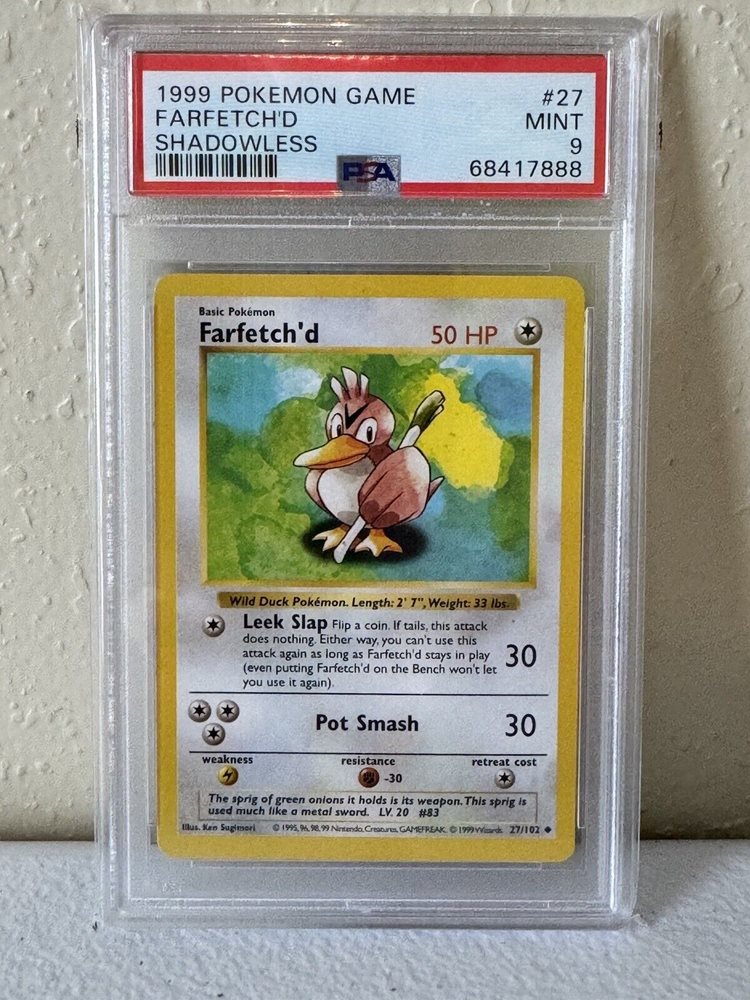 1999 POKEMON GAME #27
FARFETCH'D MINT
SHADOWLESS 9
PSA 68417888
Basic Pokémon
Farfetch'd 50 HP
Wild Duck Pokémon. Length: 2' 7", Weight: 33 lbs.
Leek Slap Flip a coin. If tails, this attack
does nothing. Either way, you can't use this
attack again as long as Farfetch'd stays in play
(even putting Farfetch'd on the Bench won't let
you use it again).
30
Pot Smash 30
weakness resistance retreat cost
-30
The sprig of green onions it holds is its weapon. This sprig is
used much like a metal sword. LV. 20 #83
Illus. Ken Sugimori © 1995, 96, 98, 99 Nintendo, Creatures, GAMEFREAK. © 1999 Wizards. 27/102